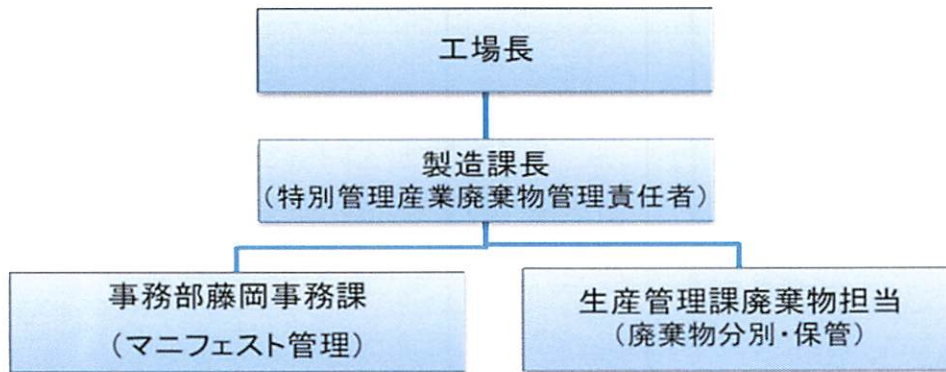 工場長
製造課長
(特別管理産業廃棄物管理責任者)
事務部藤岡事務課
(マニフェスト管理)
生産管理課廃棄物担当
(廃棄物分別・保管)